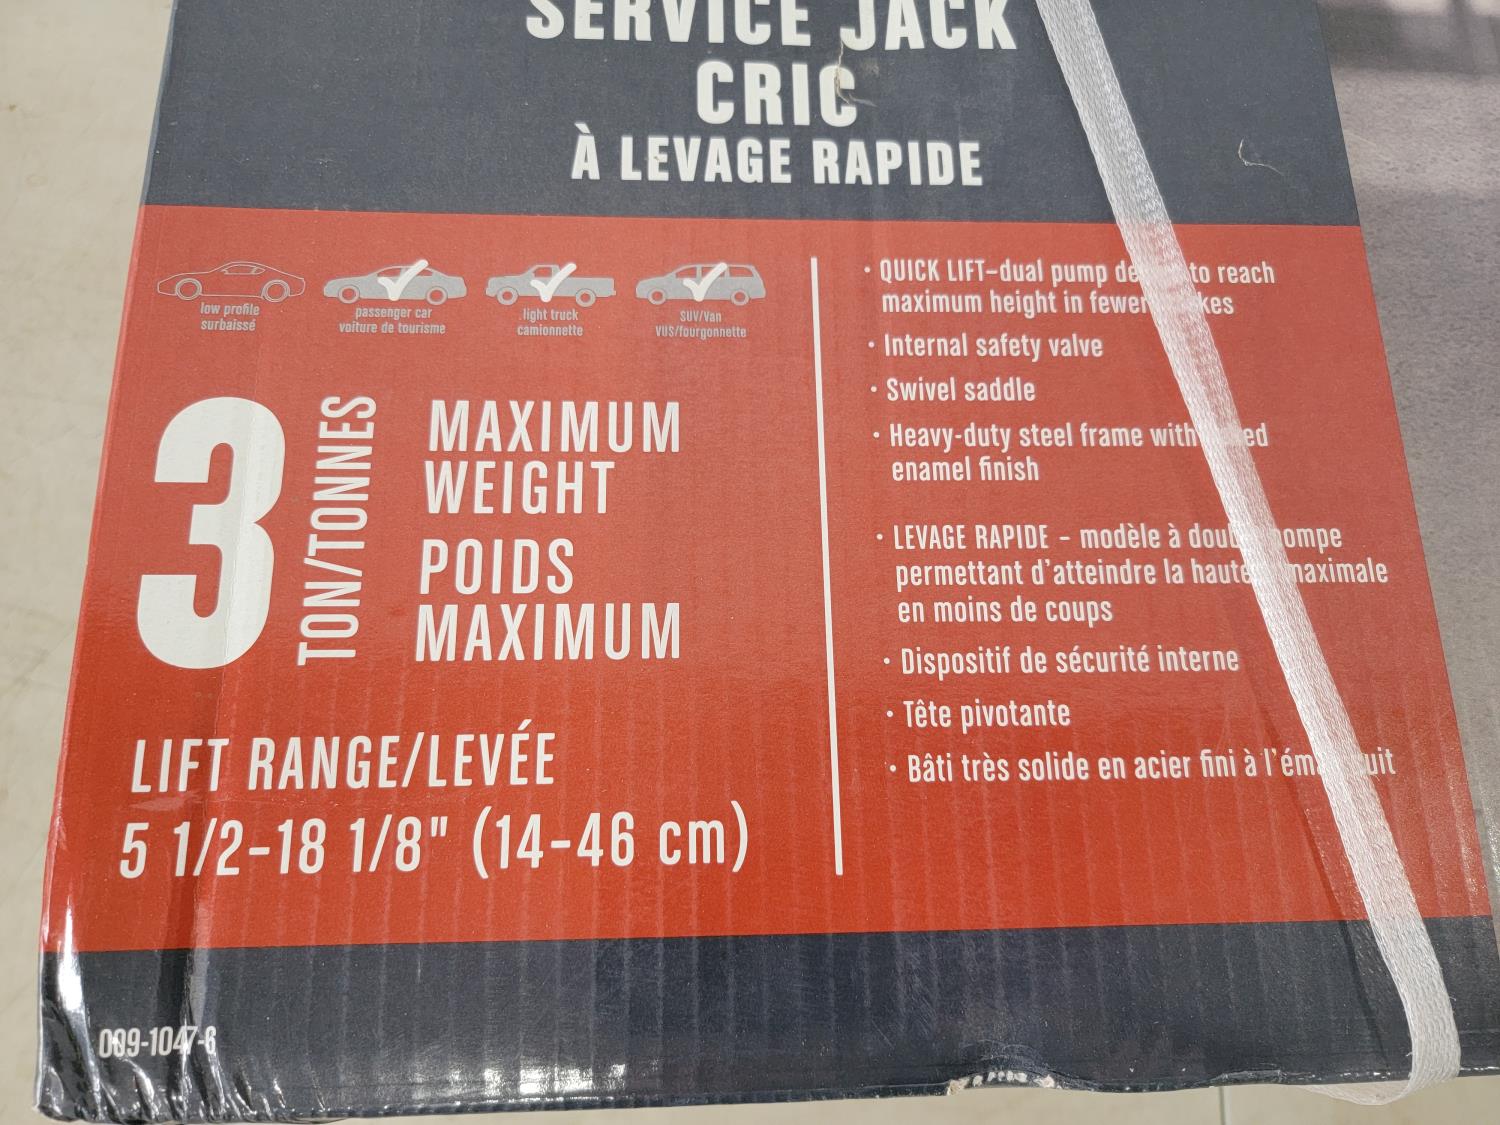 SERVICE JACK
CRIC
À LEVAGE RAPIDE
low profile
surbaissé
passenger car
voiture de tourisme
light truck
camionnette
SUV/Van
VUS/fourgonnette
3
TON/TONNES
MAXIMUM
WEIGHT
POIDS
MAXIMUM
LIFT RANGE/LEVÉE
5 1/2-18 1/8" (14-46 cm)
• QUICK LIFT-dual pump to reach
maximum height in fewer
• Internal safety valve
• Swivel saddle
• Heavy-duty steel frame with
enamel finish
• LEVAGE RAPIDE - modèle à pompe
permettant d'atteindre la maximale
en moins de coups
• Dispositif de sécurité interne
• Tête pivotante
• Bâti très solide en acier fini à
009-1047-6